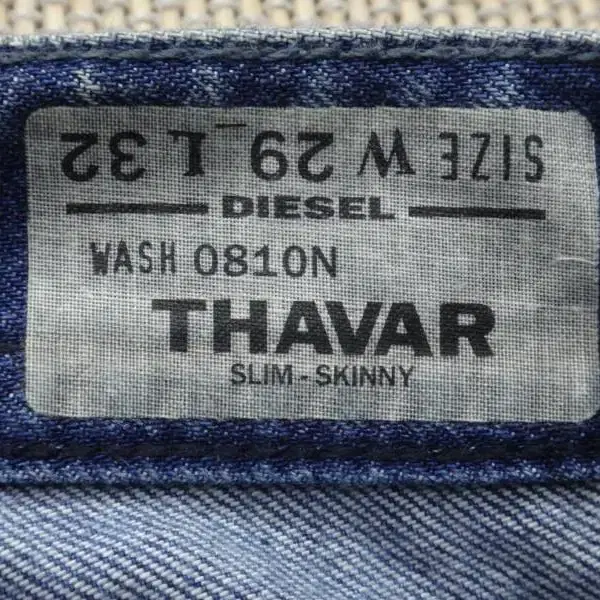 SIZE W 29_L 32
DIESEL
WASH 0810N
THAVAR
SLIM-SKINNY